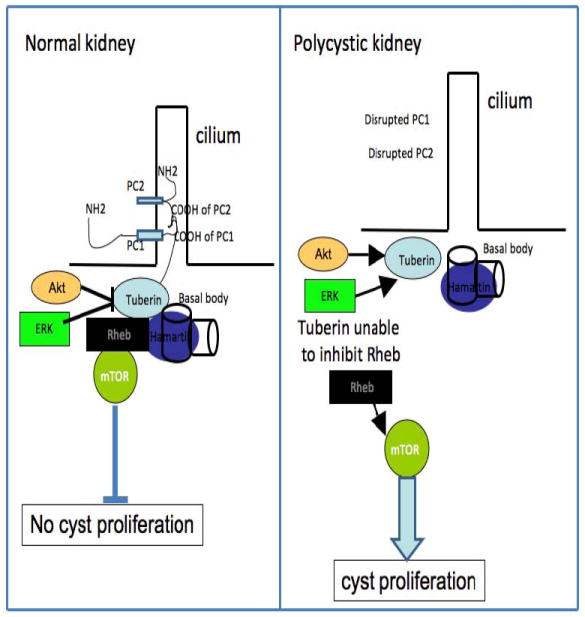 Normal kidney
cilium
NH2
PC2
NH2
COOH of PC2
PC1
COOH of PC1
Akt
Tuberin
Basal body
ERK
Rheb
Hamartin
mTOR
No cyst proliferation
Polycystic kidney
cilium
Disrupted PC1
Disrupted PC2
Akt
Tuberin
Basal body
ERK
Hamartin
Tuberin unable
to inhibit Rheb
Rheb
mTOR
cyst proliferation